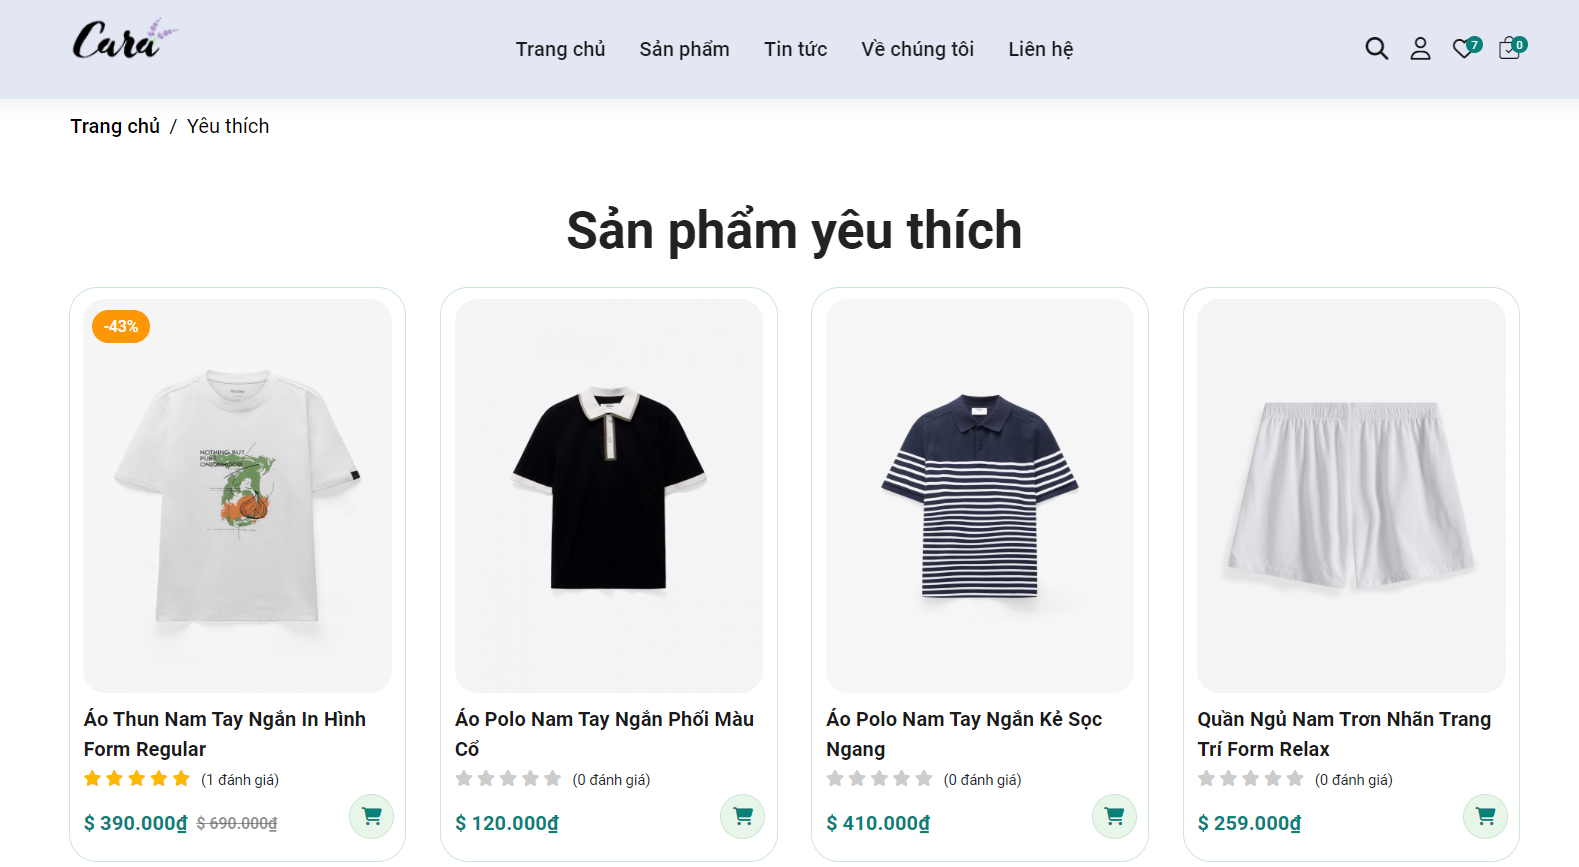 Cara
Trang chủ Sản phẩm Tin tức Về chúng tôi Liên hệ 7 0
Trang chủ / Yêu thích
Sản phẩm yêu thích
-43%
NOTHING BUT
PURE
ONIONHOOD
Áo Thun Nam Tay Ngắn In Hình
Form Regular
(1 đánh giá)
$ 390.000₫ $ 690.000₫
Áo Polo Nam Tay Ngắn Phối Màu
Cổ
(0 đánh giá)
$ 120.000₫
Áo Polo Nam Tay Ngắn Kẻ Sọc
Ngang
(0 đánh giá)
$ 410.000₫
Quần Ngủ Nam Trơn Nhãn Trang
Trí Form Relax
(0 đánh giá)
$ 259.000₫